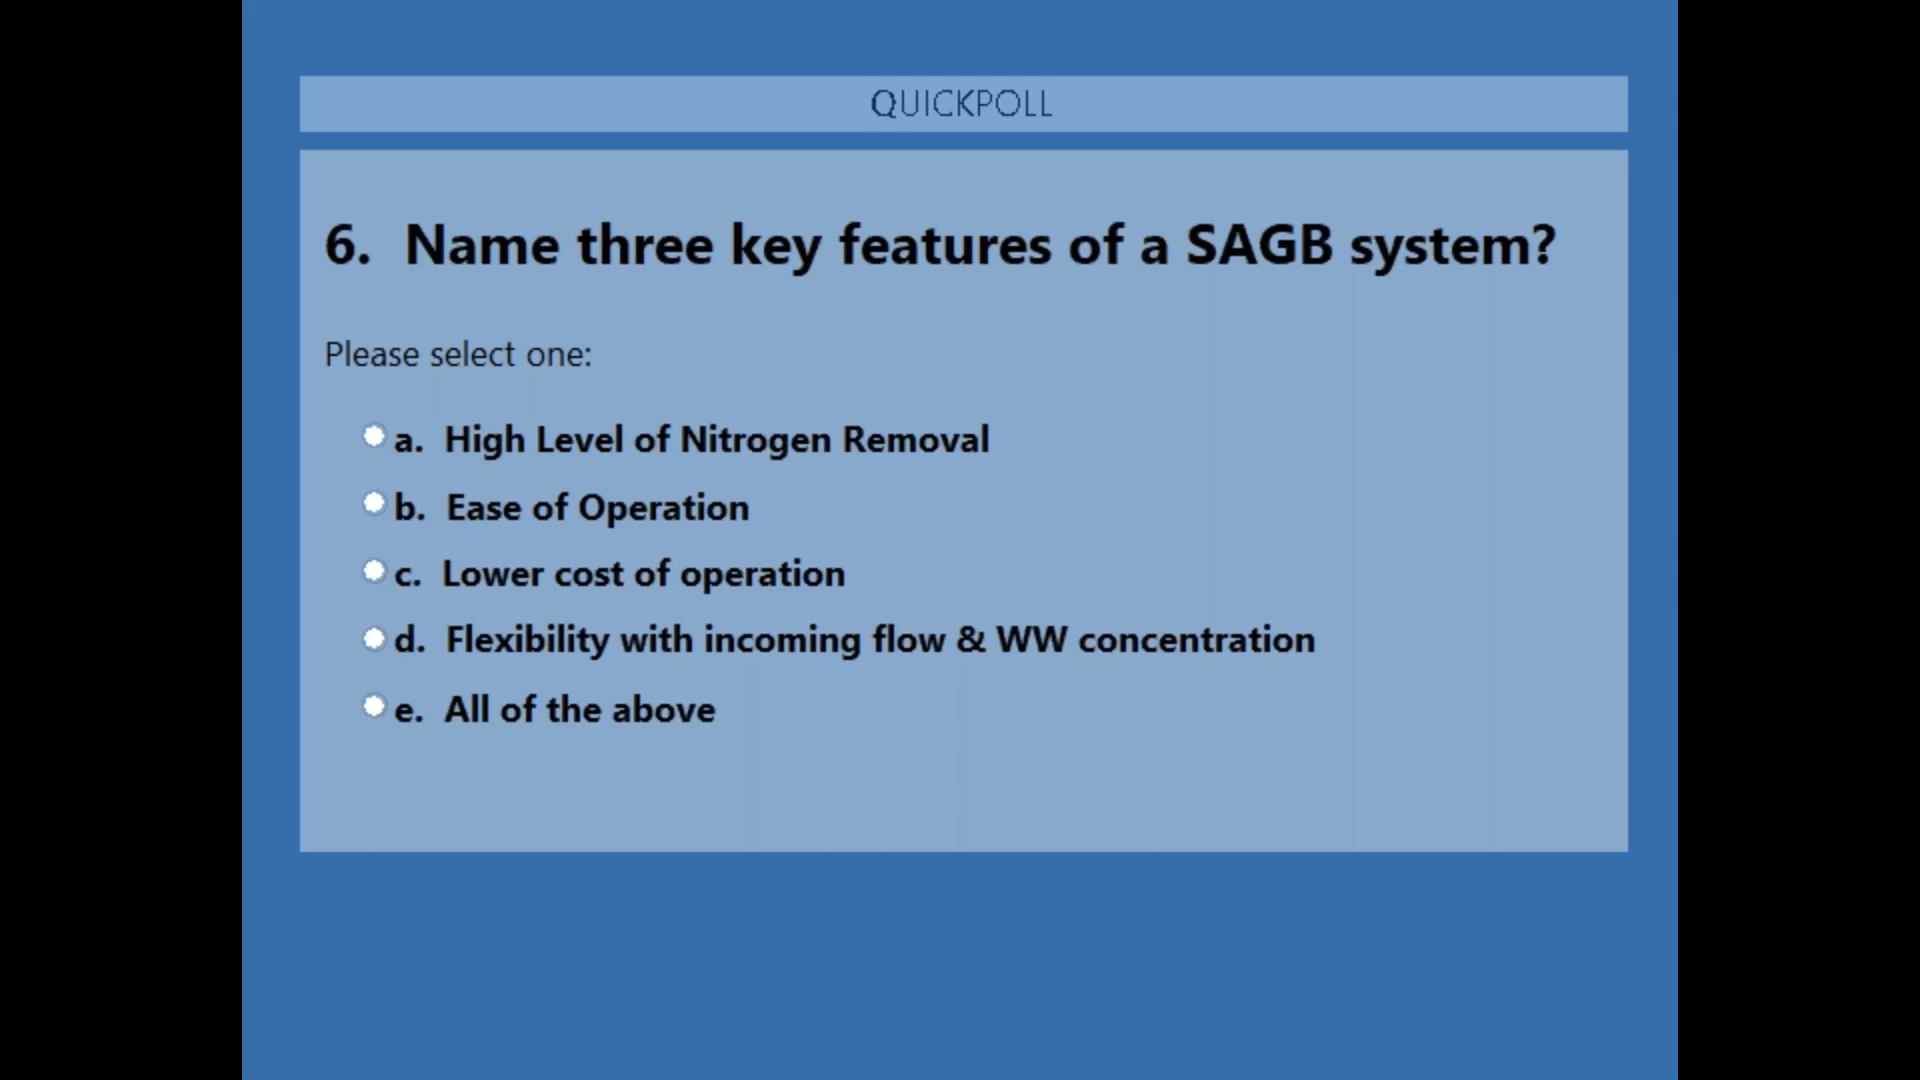 QUICKPOLL
6. Name three key features of a SAGB system?
Please select one:
a. High Level of Nitrogen Removal
b. Ease of Operation
c. Lower cost of operation
d. Flexibility with incoming flow & WW concentration
e. All of the above